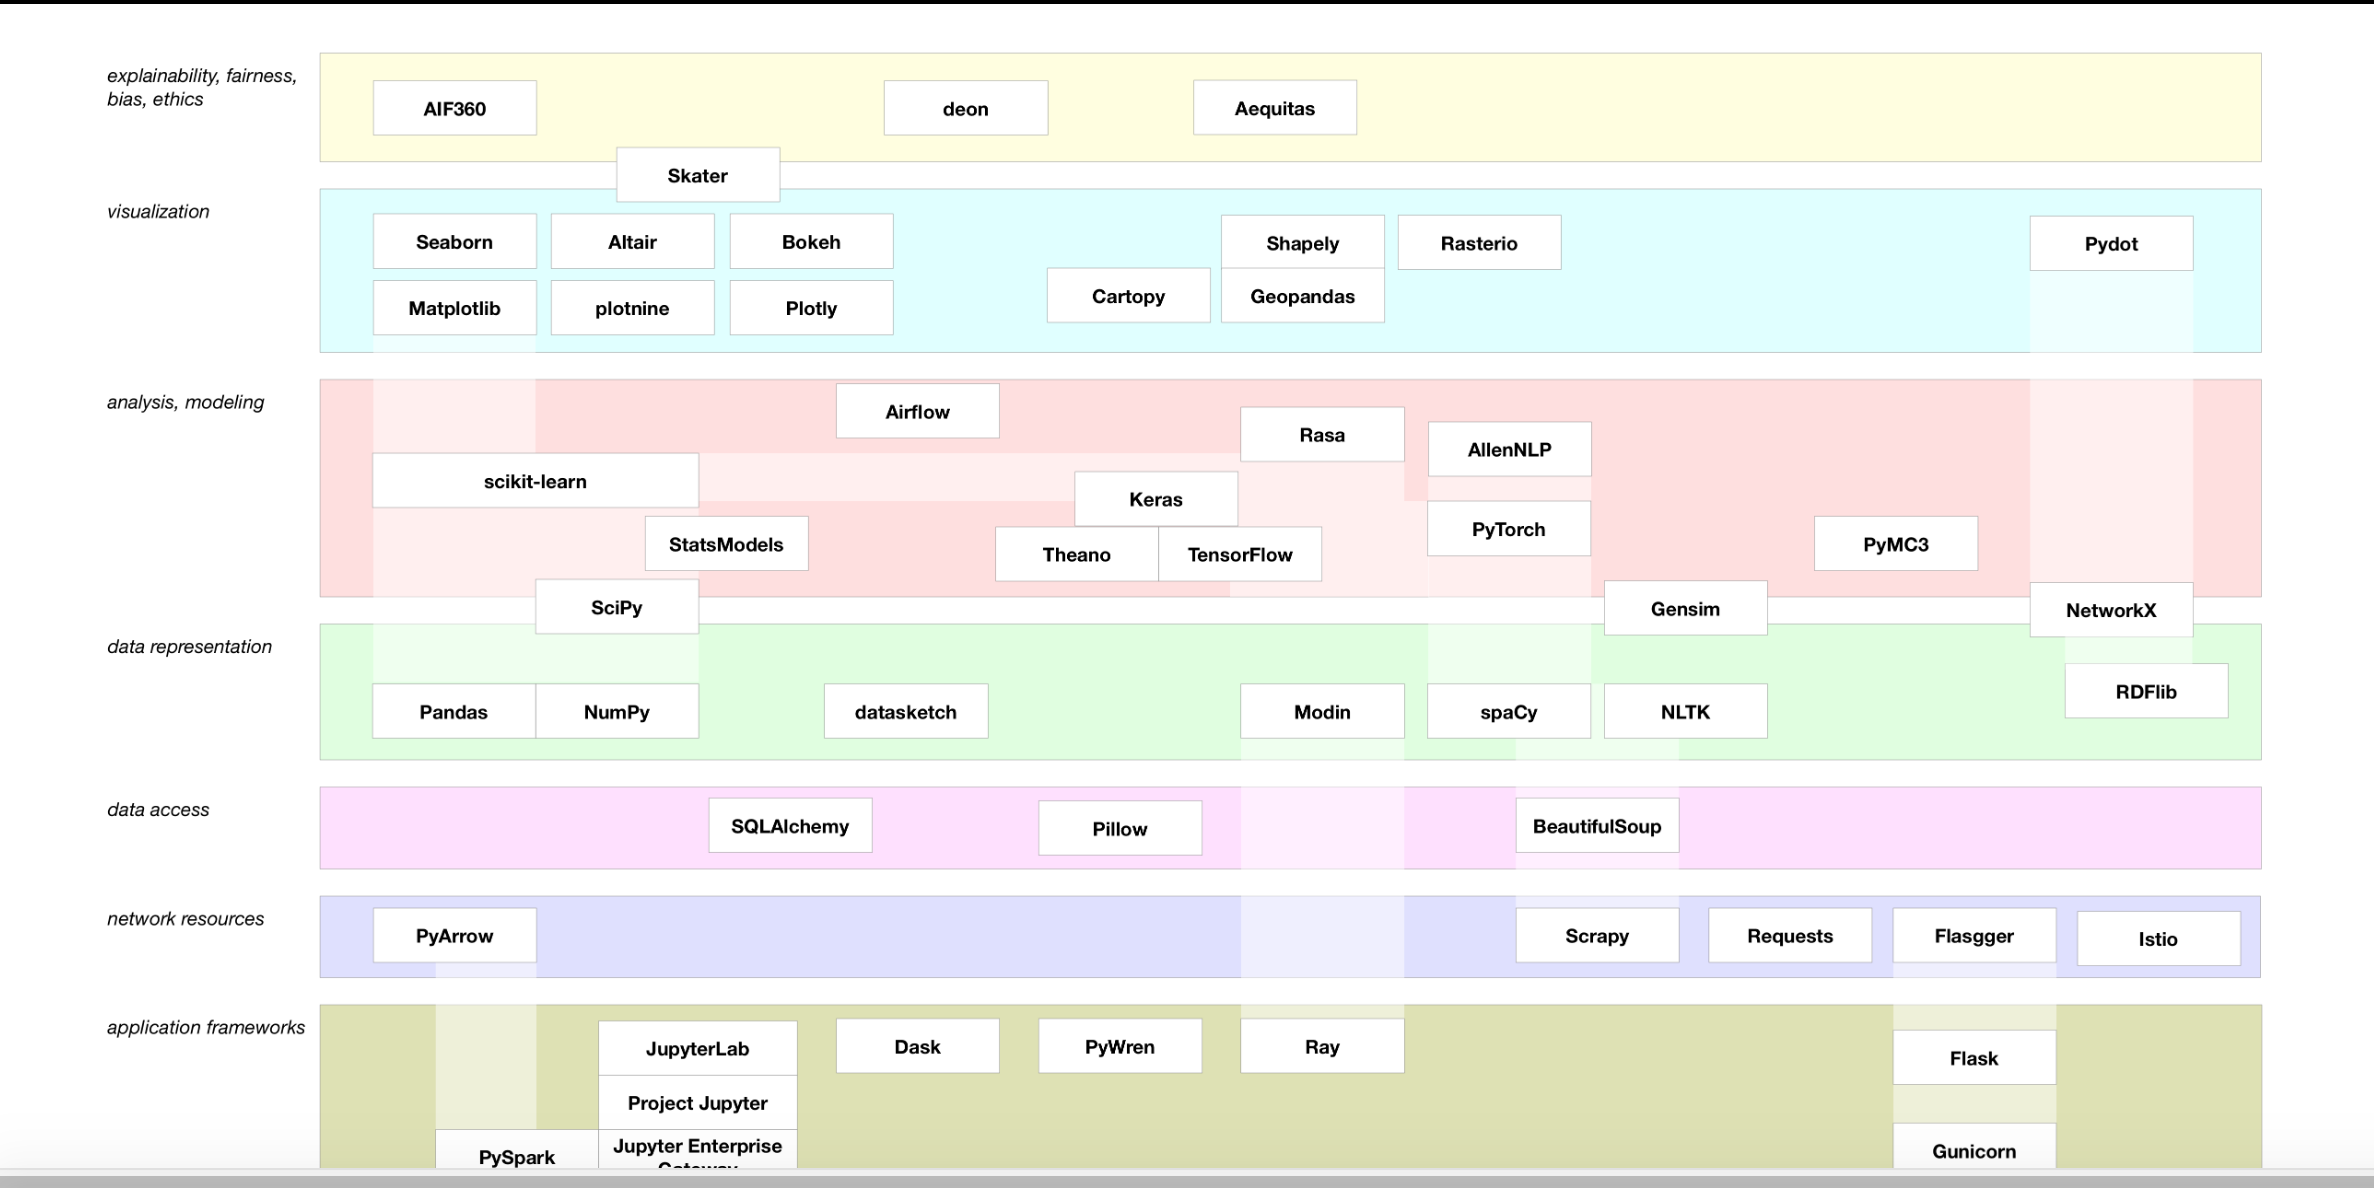 explainability, fairness,
bias, ethics
AIF360
deon
Aequitas
Skater
visualization
Seaborn
Altair
Bokeh
Shapely
Rasterio
Pydot
Cartopy
Geopandas
Matplotlib
plotnine
Plotly
analysis, modeling
Airflow
Rasa
AllenNLP
scikit-learn
Keras
PyTorch
StatsModels
Theano
TensorFlow
PyMC3
SciPy
Gensim
NetworkX
data representation
RDFlib
Pandas
NumPy
datasketch
Modin
spaCy
NLTK
data access
SQLAlchemy
Pillow
BeautifulSoup
network resources
PyArrow
Scrapy
Requests
Flasgger
Istio
application frameworks
JupyterLab
Dask
PyWren
Ray
Flask
Project Jupyter
PySpark
Jupyter Enterprise
Gateway
Gunicorn